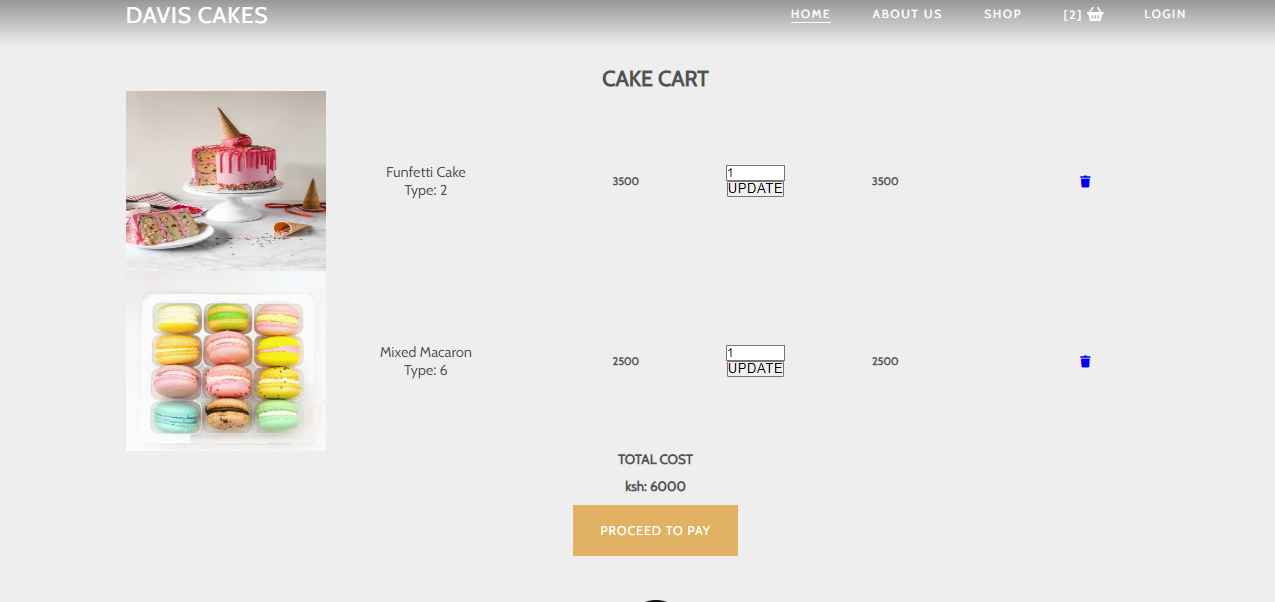 DAVIS CAKES
HOME ABOUT US SHOP [2] LOGIN
CAKE CART
Funfetti Cake
Type: 2
3500
1
UPDATE
3500
Mixed Macaron
Type: 6
2500
1
UPDATE
2500
TOTAL COST
ksh: 6000
PROCEED TO PAY